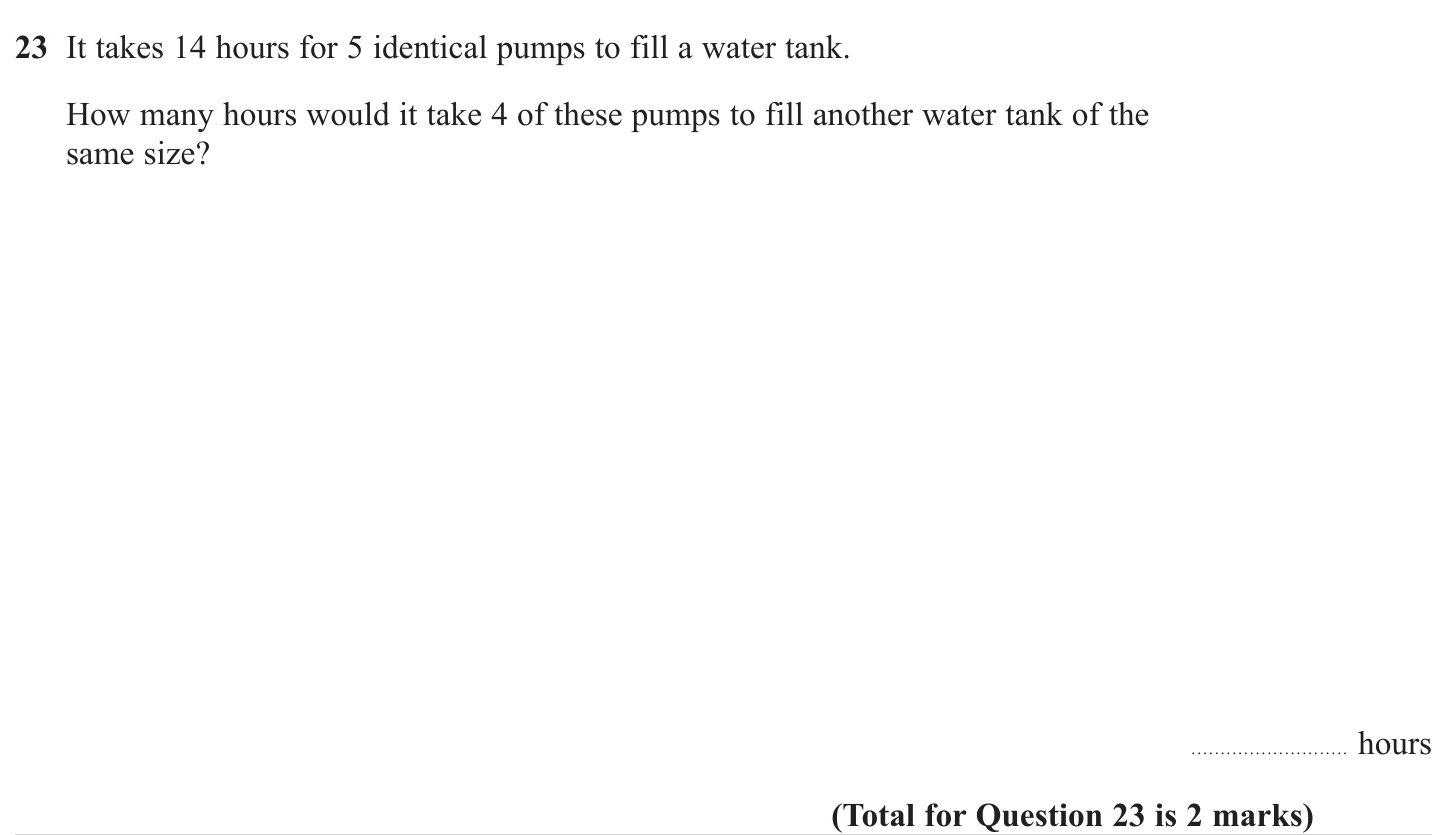 23 It takes 14 hours for 5 identical pumps to fill a water tank.
How many hours would it take 4 of these pumps to fill another water tank of the
same size?
........................... hours
(Total for Question 23 is 2 marks)